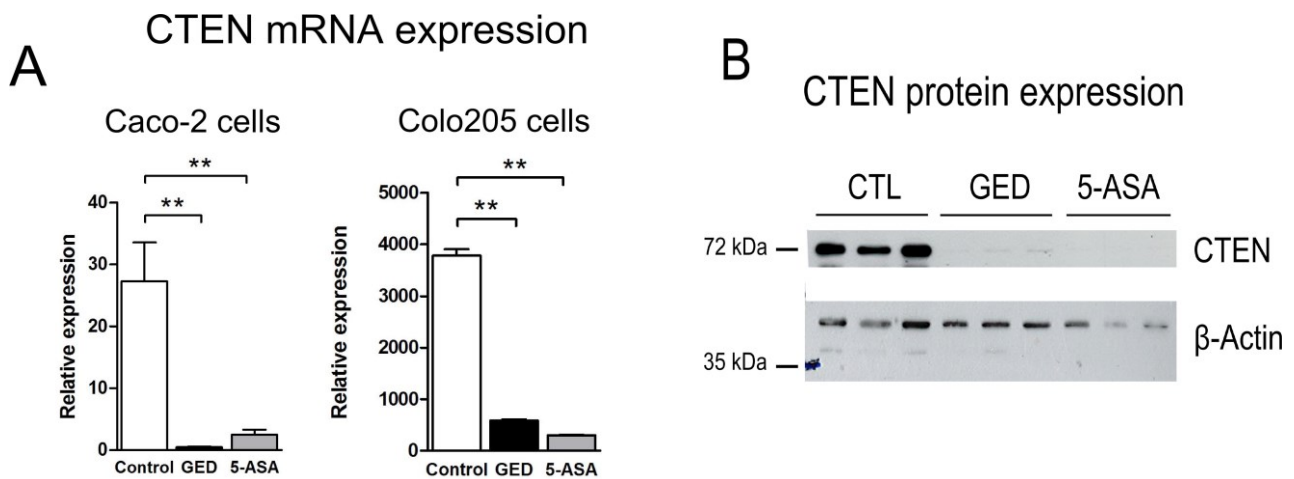 CTEN mRNA expression
A
Caco-2 cells
Colo205 cells
**
**
40
30
20
10
0
Relative expression
Control GED 5-ASA
**
**
5000
4000
3000
2000
1000
0
Relative expression
Control GED 5-ASA
B
CTEN protein expression
CTL GED 5-ASA
72 kDa
CTEN
β-Actin
35 kDa